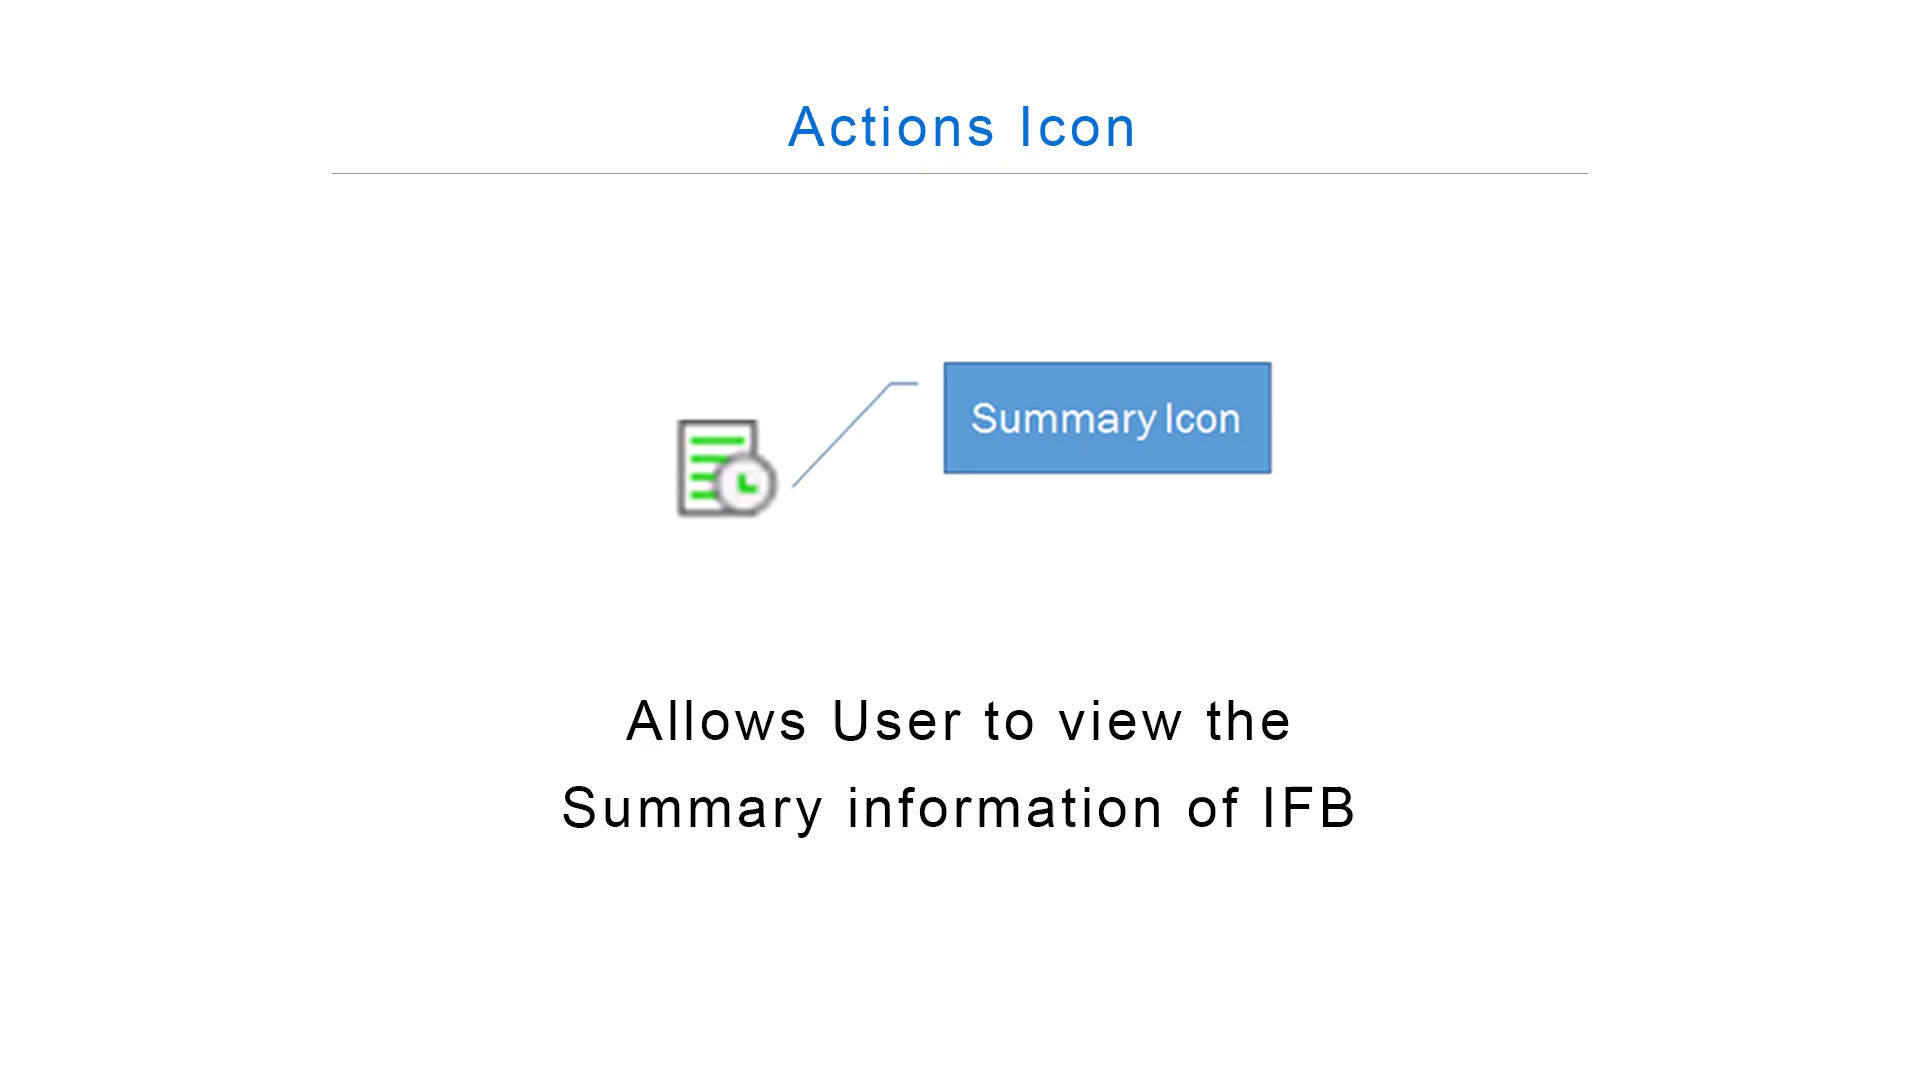 Actions Icon
Summary Icon
Allows User to view the
Summary information of IFB